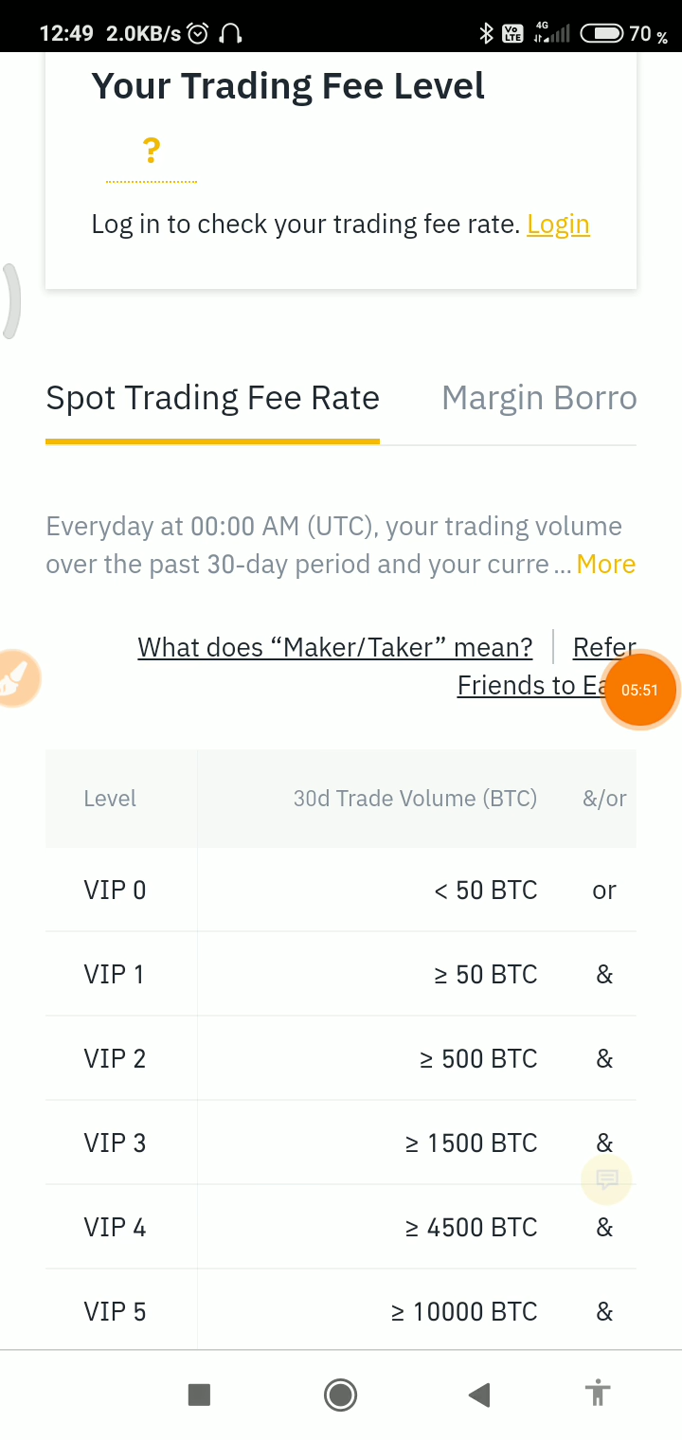 12:49 2.0KB/s Vo LTE 4G 70 %
Your Trading Fee Level
?
Log in to check your trading fee rate. Login
Spot Trading Fee Rate Margin Borro
Everyday at 00:00 AM (UTC), your trading volume
over the past 30-day period and your curre ... More
What does “Maker/Taker” mean? Refer
Friends to Ea 05:51
Level 30d Trade Volume (BTC) &/or
VIP 0 < 50 BTC or
VIP 1 ≥ 50 BTC &
VIP 2 ≥ 500 BTC &
VIP 3 ≥ 1500 BTC &
VIP 4 ≥ 4500 BTC &
VIP 5 ≥ 10000 BTC &